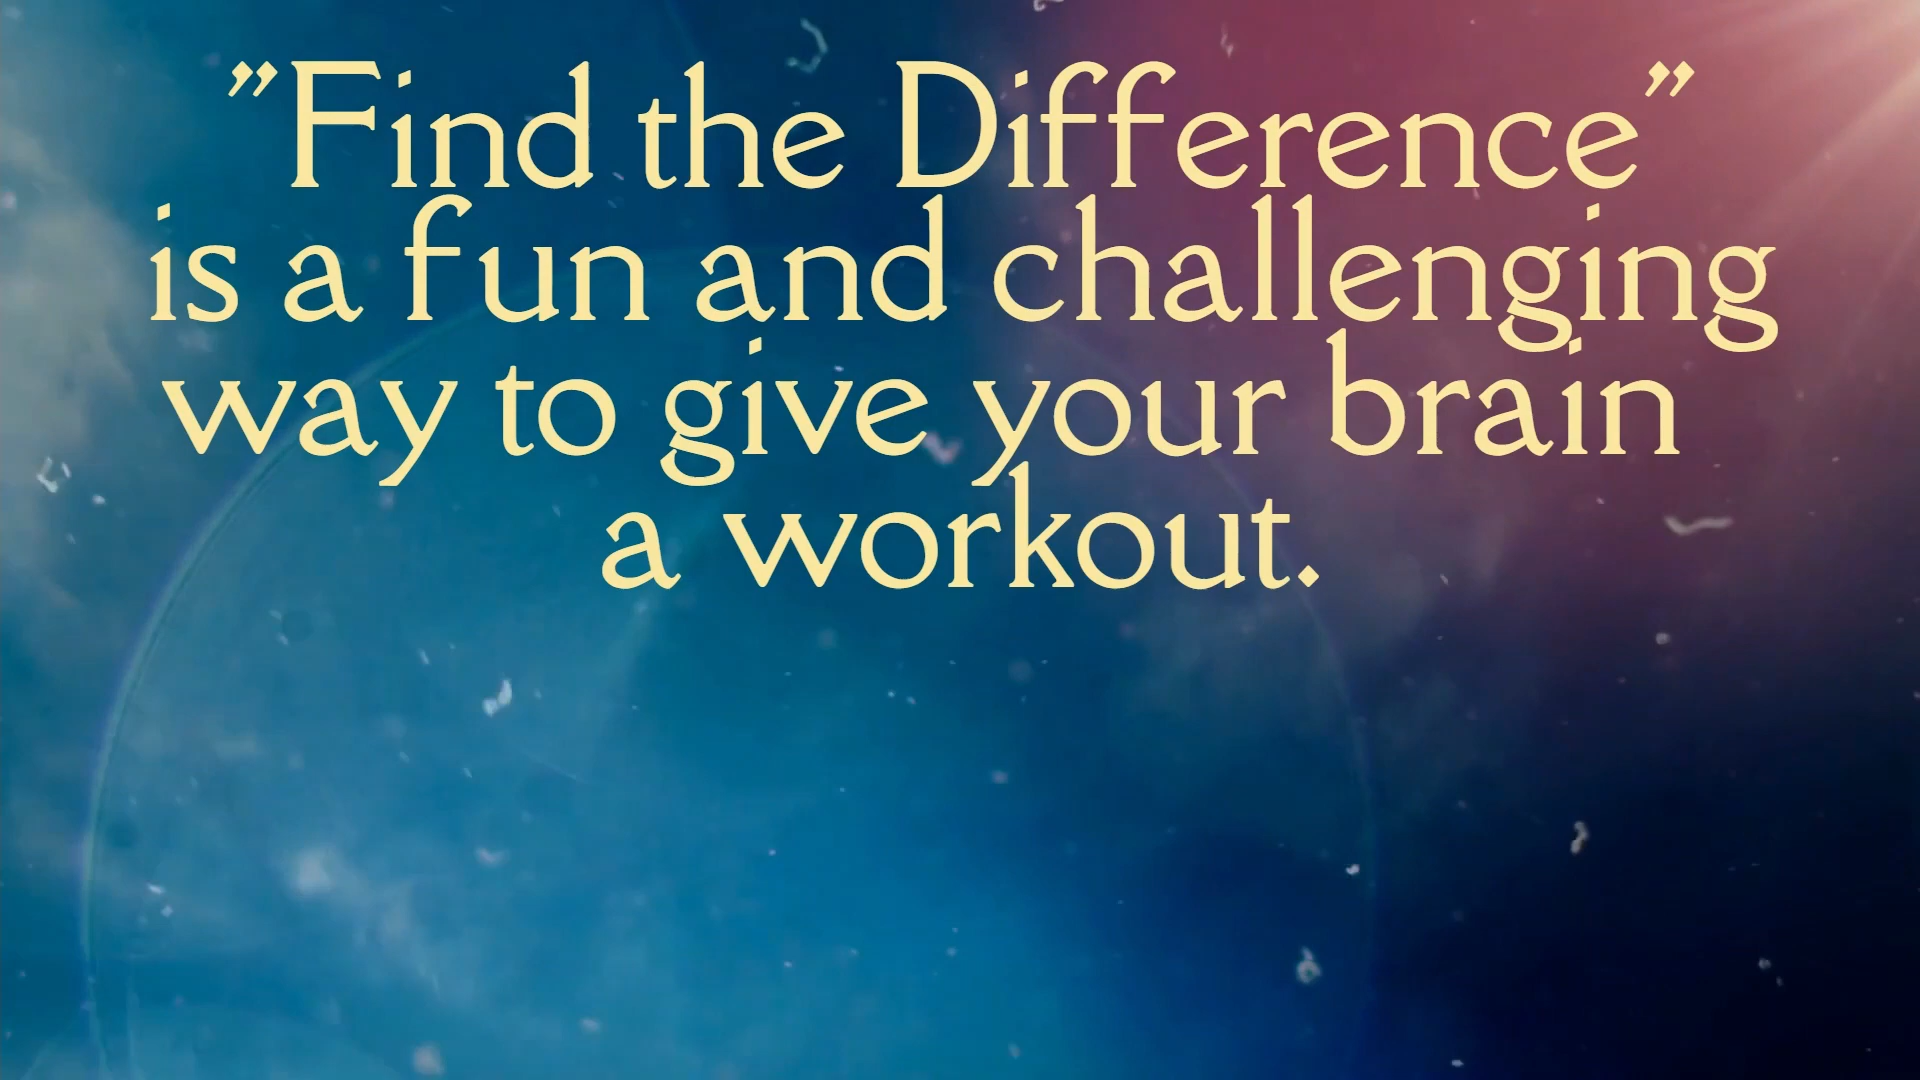 "Find the Difference"
is a fun and challenging
way to give your brain
a workout.